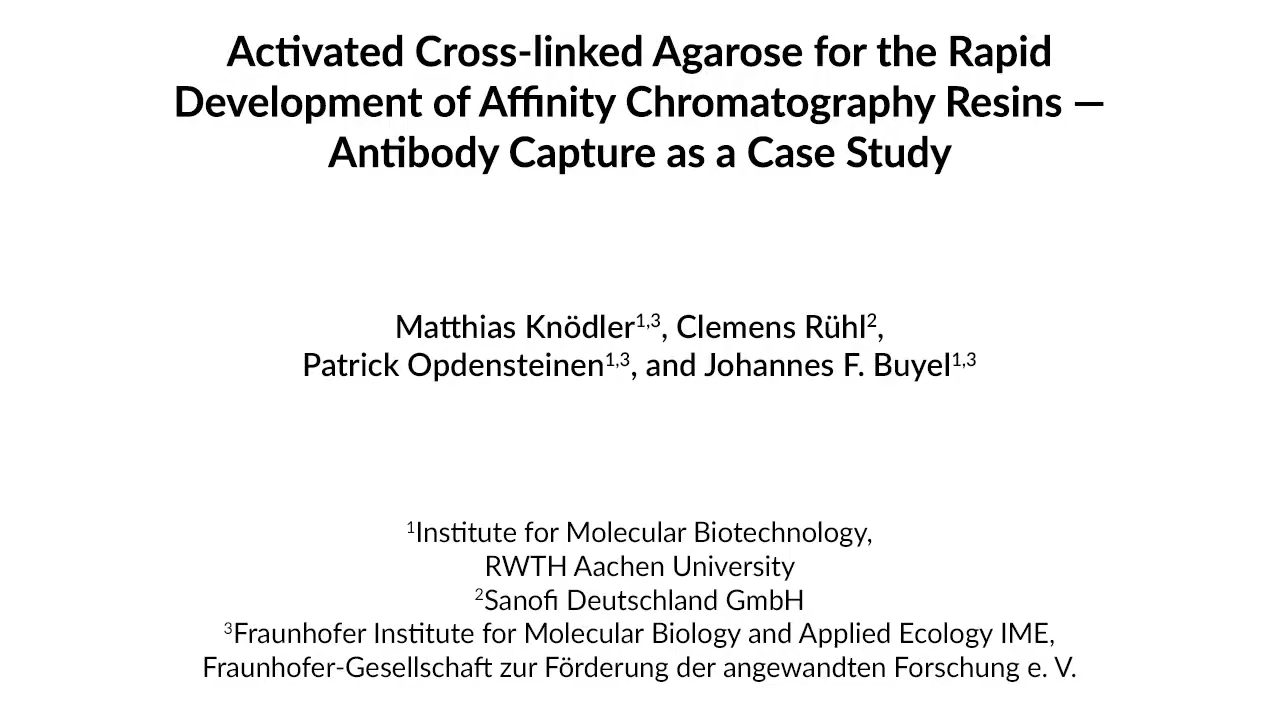 Activated Cross-linked Agarose for the Rapid
Development of Affinity Chromatography Resins —
Antibody Capture as a Case Study
Matthias Knödler1,3, Clemens Rühl2,
Patrick Opdensteinen1,3, and Johannes F. Buyel1,3
1Institute for Molecular Biotechnology,
RWTH Aachen University
2Sanofi Deutschland GmbH
3Fraunhofer Institute for Molecular Biology and Applied Ecology IME,
Fraunhofer-Gesellschaft zur Förderung der angewandten Forschung e. V.